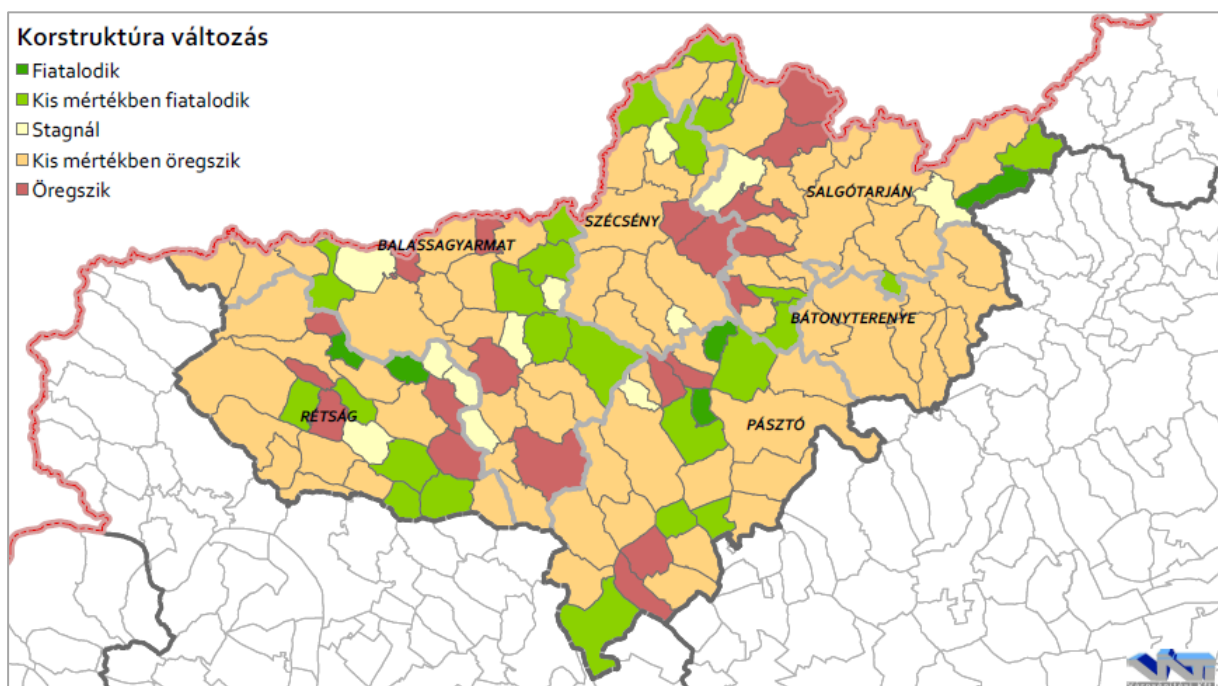 Korstruktúra változás
Fiatalodik
Kis mértékben fiatalodik
Stagnál
Kis mértékben öregszik
Öregszik
SALGÓTARJÁN
SZÉCSÉNY
BALASSAGYARMAT
BÁTONYTERENYE
RÉTSÁG
PÁSZTÓ